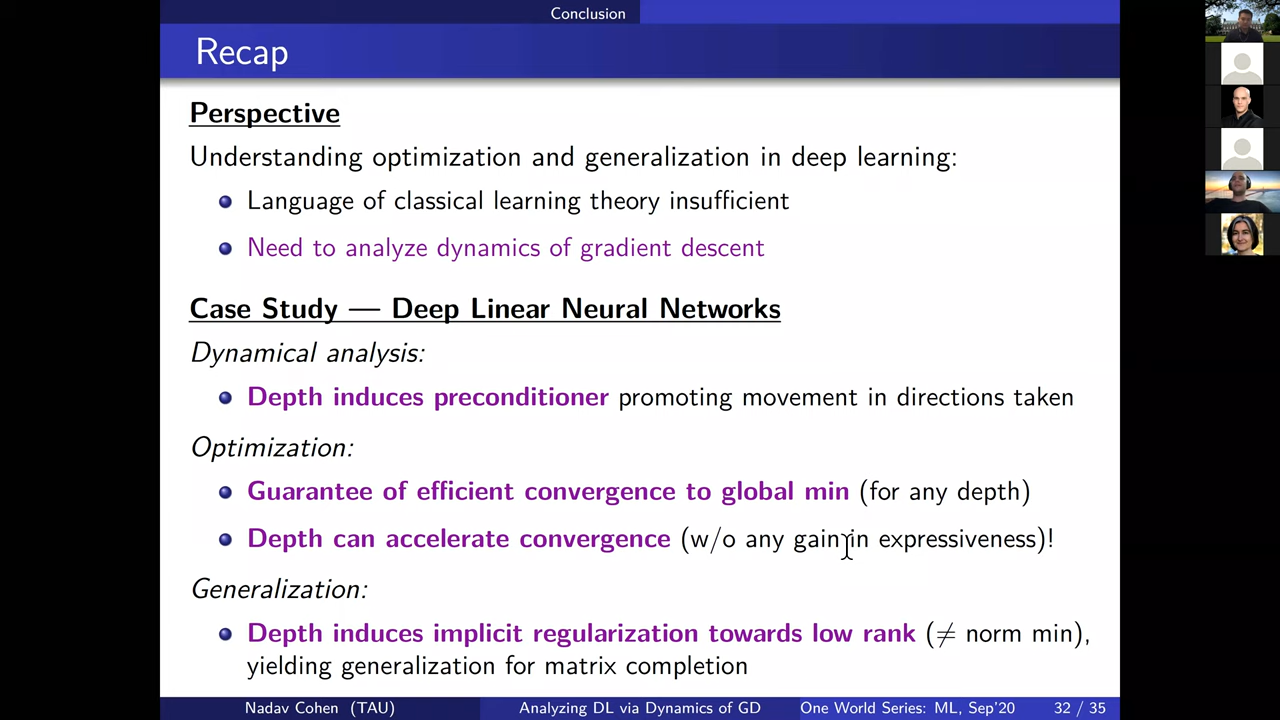 Conclusion
Recap
Perspective
Understanding optimization and generalization in deep learning:
Language of classical learning theory insufficient
Need to analyze dynamics of gradient descent
Case Study — Deep Linear Neural Networks
Dynamical analysis:
Depth induces preconditioner promoting movement in directions taken
Optimization:
Guarantee of efficient convergence to global min (for any depth)
Depth can accelerate convergence (w/o any gain in expressiveness)!
Generalization:
Depth induces implicit regularization towards low rank (≠ norm min),
yielding generalization for matrix completion
Nadav Cohen (TAU) Analyzing DL via Dynamics of GD One World Series: ML, Sep'20 32 / 35